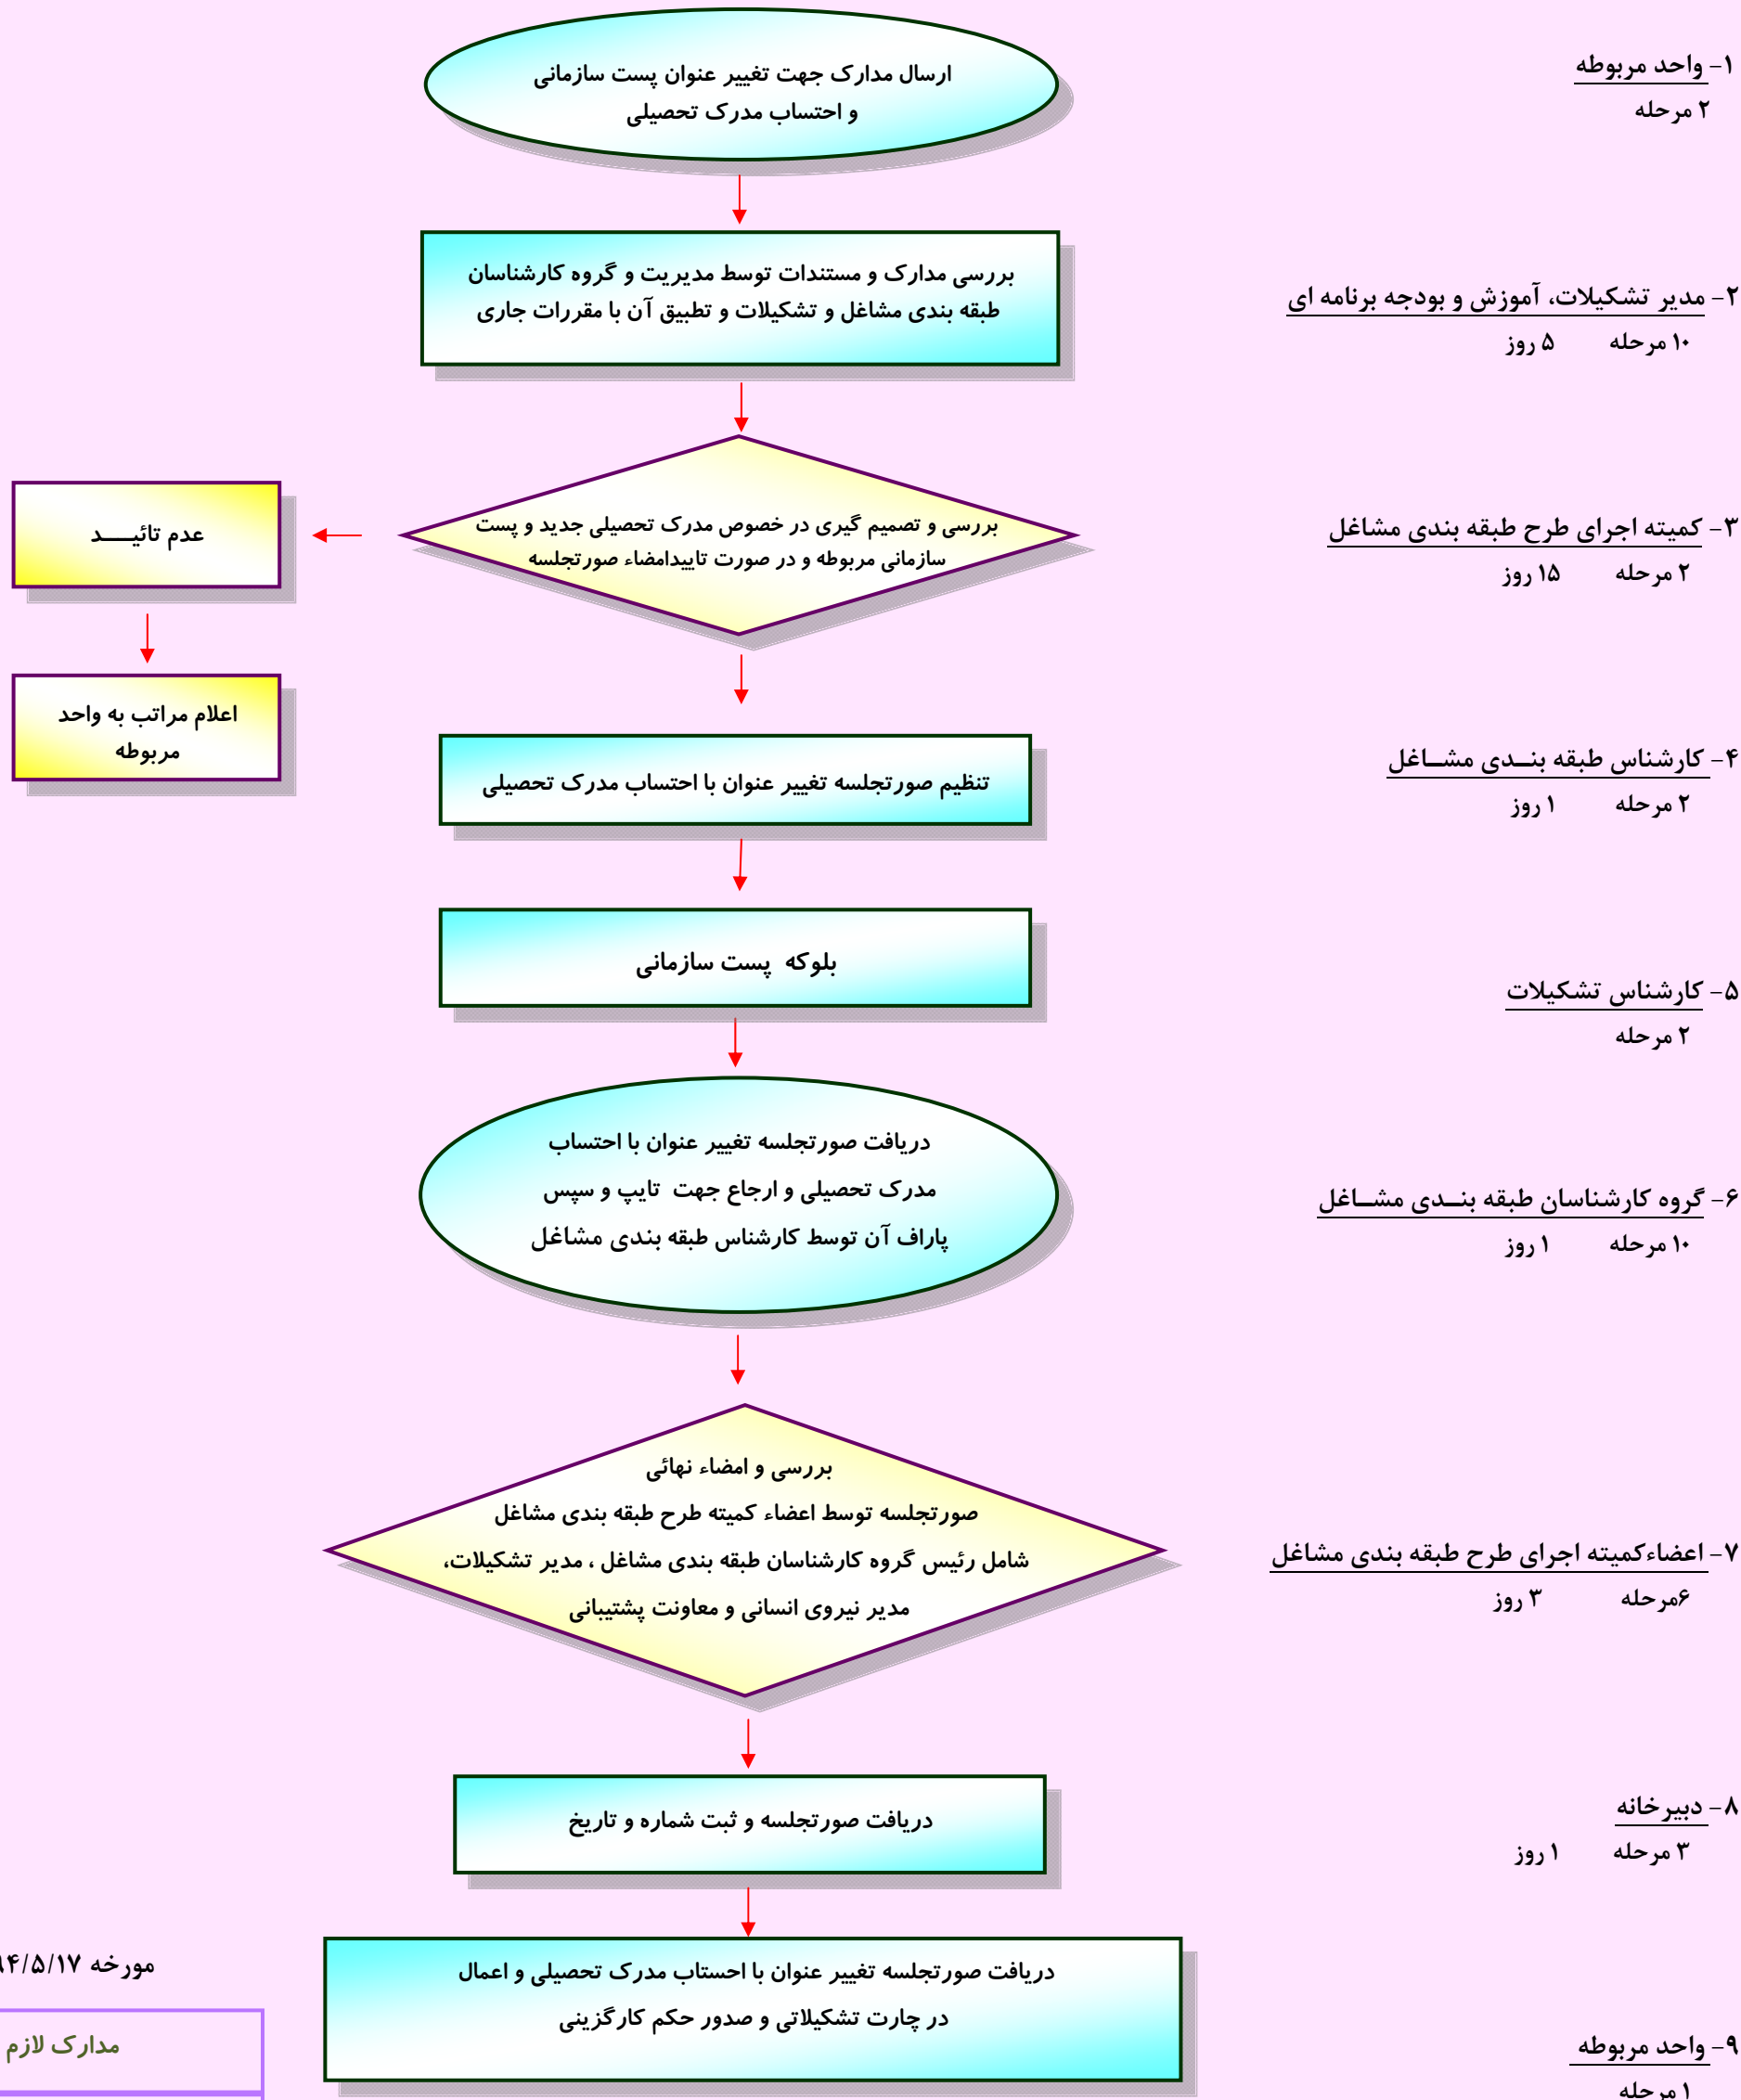 ۱- واحد مربوطه
۲ مرحله
ارسال مدارک جهت تغییر عنوان پست سازمانی
و احتساب مدرک تحصیلی
۲- مدیر تشکیلات، آموزش و بودجه برنامه ای
۱۰ مرحله ۵ روز
بررسی مدارک و مستندات توسط مدیریت و گروه کارشناسان
طبقه بندی مشاغل و تشکیلات و تطبیق آن با مقررات جاری
۳- کمیته اجرای طرح طبقه بندی مشاغل
۲ مرحله ۱۵ روز
بررسی و تصمیم گیری در خصوص مدرک تحصیلی جدید و پست
سازمانی مربوطه و در صورت تاییدامضاء صورتجلسه
عدم تائیـــد
اعلام مراتب به واحد
مربوطه
۴- کارشناس طبقه بنــدی مشــاغل
۲ مرحله ۱ روز
تنظیم صورتجلسه تغییر عنوان با احتساب مدرک تحصیلی
بلوکه پست سازمانی
۵- کارشناس تشکیلات
۲ مرحله
دریافت صورتجلسه تغییر عنوان با احتساب
مدرک تحصیلی و ارجاع جهت تایپ و سپس
پاراف آن توسط کارشناس طبقه بندی مشاغل
۶- گروه کارشناسان طبقه بنــدی مشــاغل
۱۰ مرحله ۱ روز
بررسی و امضاء نهائی
صورتجلسه توسط اعضاء کمیته طرح طبقه بندی مشاغل
شامل رئیس گروه کارشناسان طبقه بندی مشاغل ، مدیر تشکیلات،
مدیر نیروی انسانی و معاونت پشتیبانی
۷- اعضاءکمیته اجرای طرح طبقه بندی مشاغل
۶مرحله ۳ روز
۸- دبیرخانه
۳ مرحله ۱ روز
دریافت صورتجلسه و ثبت شماره و تاریخ
دریافت صورتجلسه تغییر عنوان با احستاب مدرک تحصیلی و اعمال
در چارت تشکیلاتی و صدور حکم کارگزینی
۹- واحد مربوطه
۱ مرحله
مورخه ۹۴/۵/۱۷
مدارک لازم